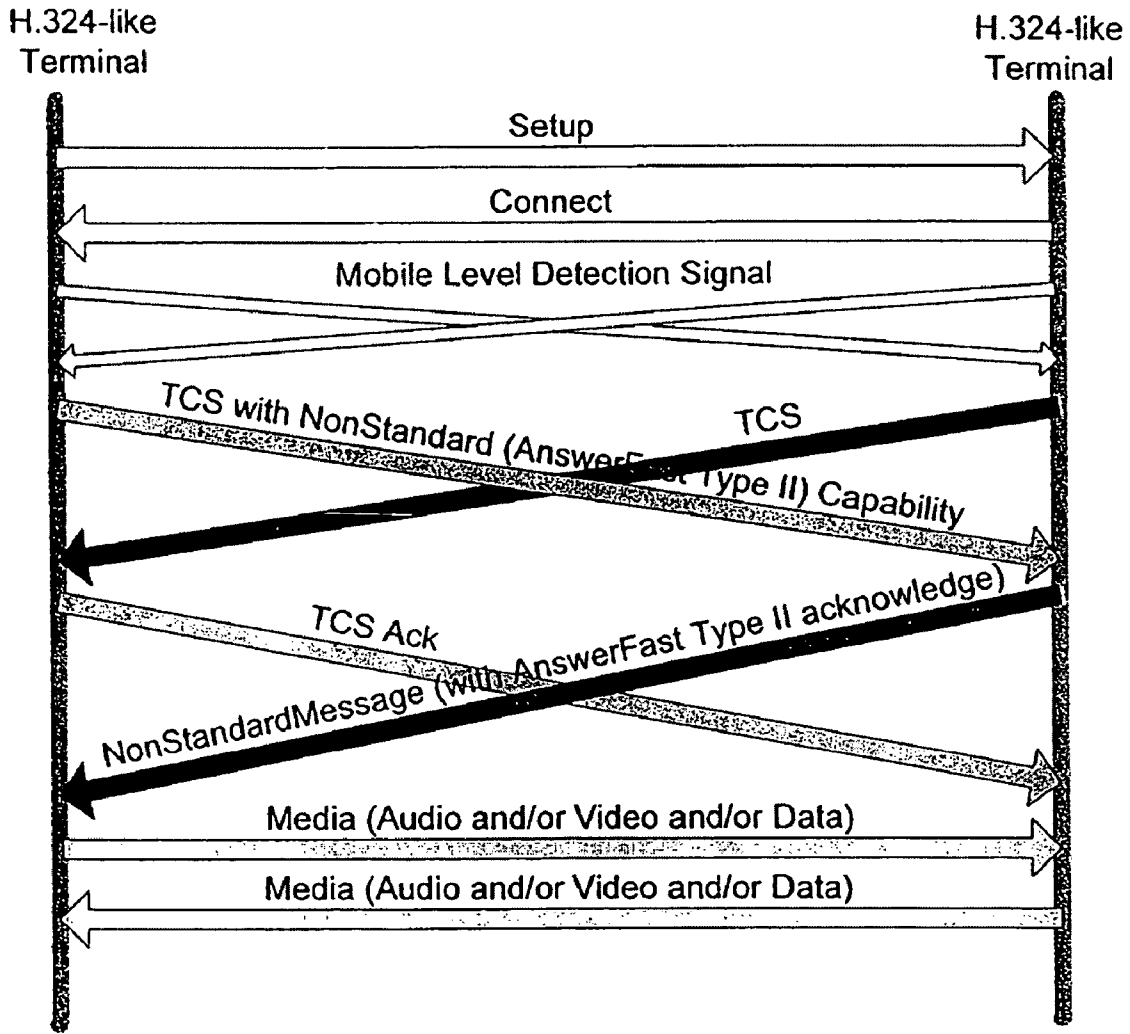 H.324-like
Terminal
H.324-like
Terminal
Setup
Connect
Mobile Level Detection Signal
TCS with NonStandard (AnswerFast Type II) Capability
TCS
TCS Ack
NonStandardMessage (with AnswerFast Type II acknowledge)
Media (Audio and/or Video and/or Data)
Media (Audio and/or Video and/or Data)